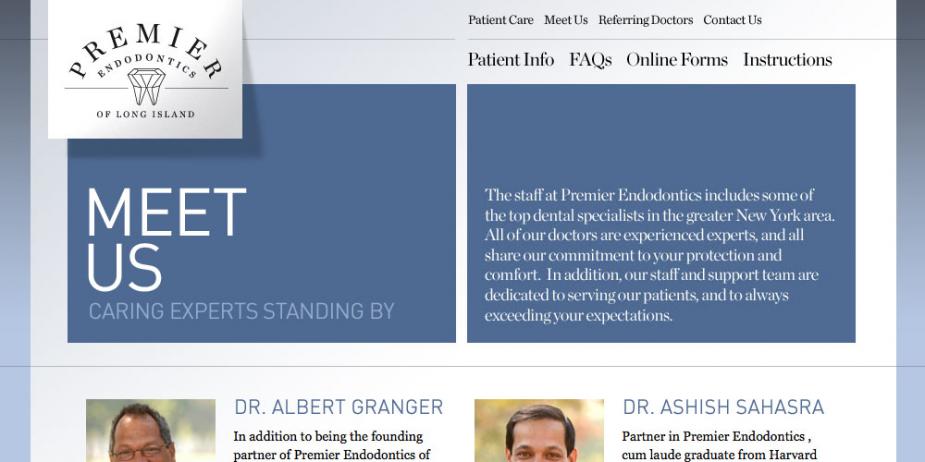 PREMIER
ENDODONTICS
OF LONG ISLAND
Patient Care Meet Us Referring Doctors Contact Us
Patient Info FAQs Online Forms Instructions
MEET
US
CARING EXPERTS STANDING BY
The staff at Premier Endodontics includes some of
the top dental specialists in the greater New York area.
All of our doctors are experienced experts, and all
share our commitment to your protection and
comfort. In addition, our staff and support team are
dedicated to serving our patients, and to always
exceeding your expectations.
DR. ALBERT GRANGER
In addition to being the founding
partner of Premier Endodontics of
DR. ASHISH SAHASRA
Partner in Premier Endodontics ,
cum laude graduate from Harvard